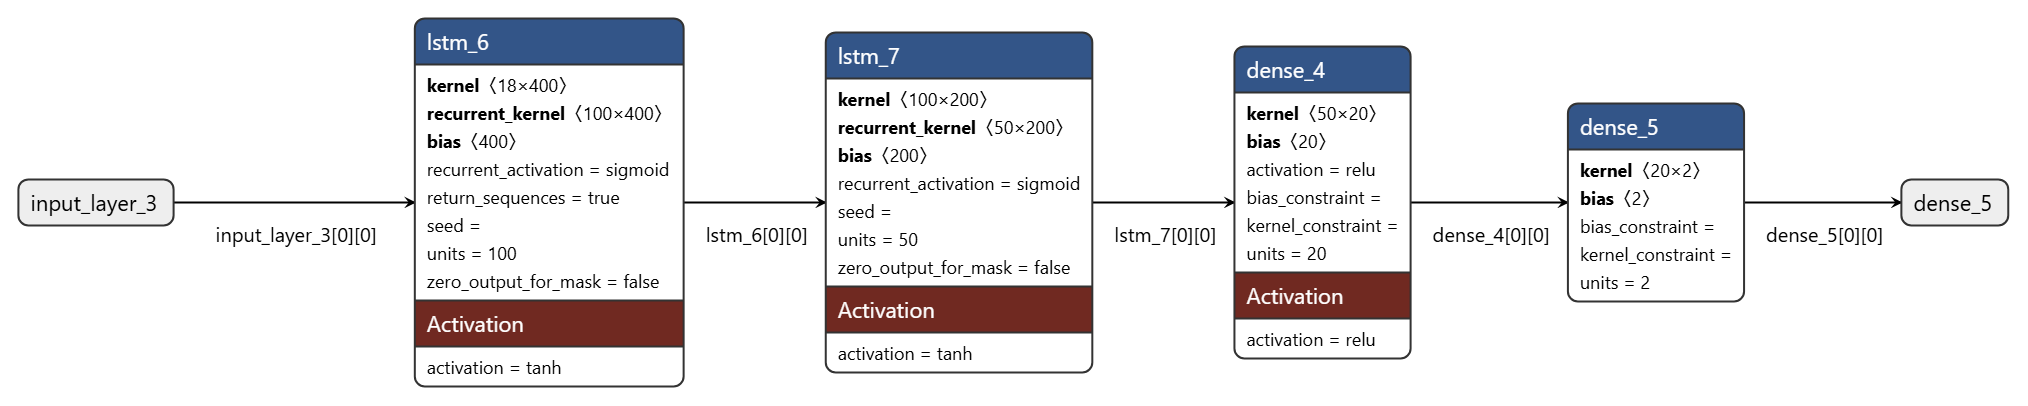 input_layer_3
input_layer_3[0][0]
lstm_6
kernel〈18×400〉
recurrent_kernel〈100×400〉
bias〈400〉
recurrent_activation = sigmoid
return_sequences = true
seed =
units = 100
zero_output_for_mask = false
Activation
activation = tanh
lstm_6[0][0]
lstm_7
kernel〈100×200〉
recurrent_kernel〈50×200〉
bias〈200〉
recurrent_activation = sigmoid
seed =
units = 50
zero_output_for_mask = false
Activation
activation = tanh
lstm_7[0][0]
dense_4
kernel〈50×20〉
bias〈20〉
activation = relu
bias_constraint =
kernel_constraint =
units = 20
Activation
activation = relu
dense_4[0][0]
dense_5
kernel〈20×2〉
bias〈2〉
bias_constraint =
kernel_constraint =
units = 2
dense_5[0][0]
dense_5